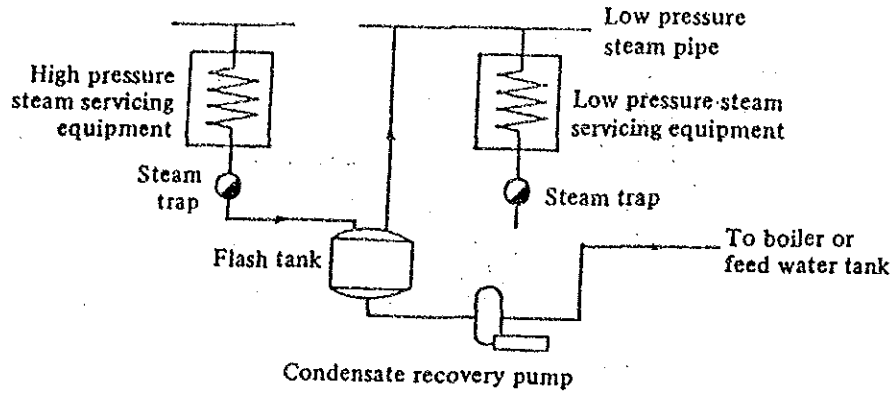 Low pressure
steam pipe
High pressure
steam servicing
equipment
Low pressure steam
servicing equipment
Steam
trap
Steam trap
Flash tank
To boiler or
feed water tank
Condensate recovery pump